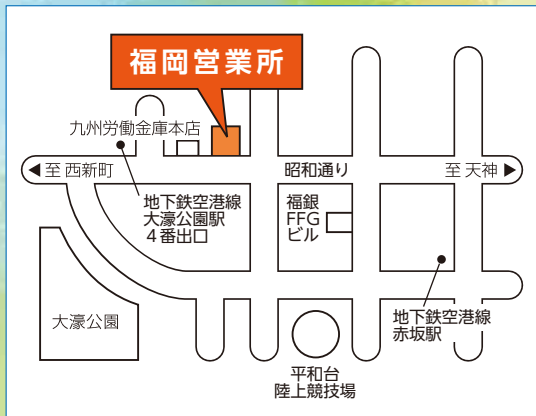 福岡営業所
九州労働金庫本店
◀至 西新町
昭和通り
至 天神▶
地下鉄空港線
大濠公園駅
4番出口
福銀
FFG
ビル
大濠公園
地下鉄空港線
赤坂駅
平和台
陸上競技場